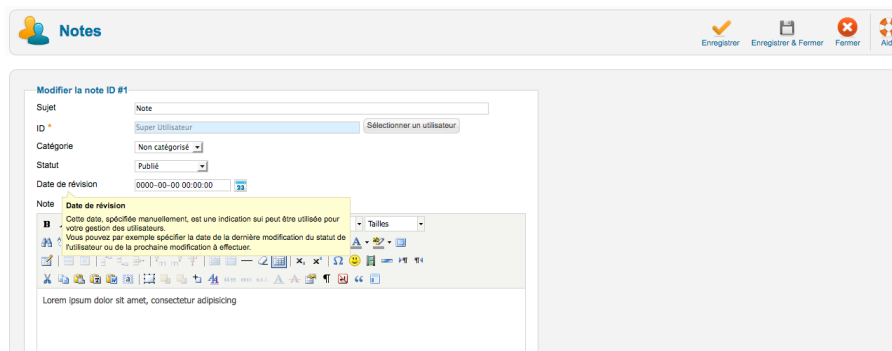 Notes
Enregistrer Enregistrer & Fermer Fermer Aid
Modifier la note ID #1
Sujet Note
ID * Super Utilisateur Sélectionner un utilisateur
Catégorie Non catégorisé
Statut Publié
Date de révision 0000-00-00 00:00:00 23
Note
Date de révision
Cette date, spécifiée manuellement, est une indication sui peut être utilisée pour
votre gestion des utilisateurs.
Vous pouvez par exemple spécifier la date de la dernière modification du statut de
l'utilisateur ou de la prochaine modification à effectuer.
B Tailles
Lorem ipsum dolor sit amet, consectetur adipisicing